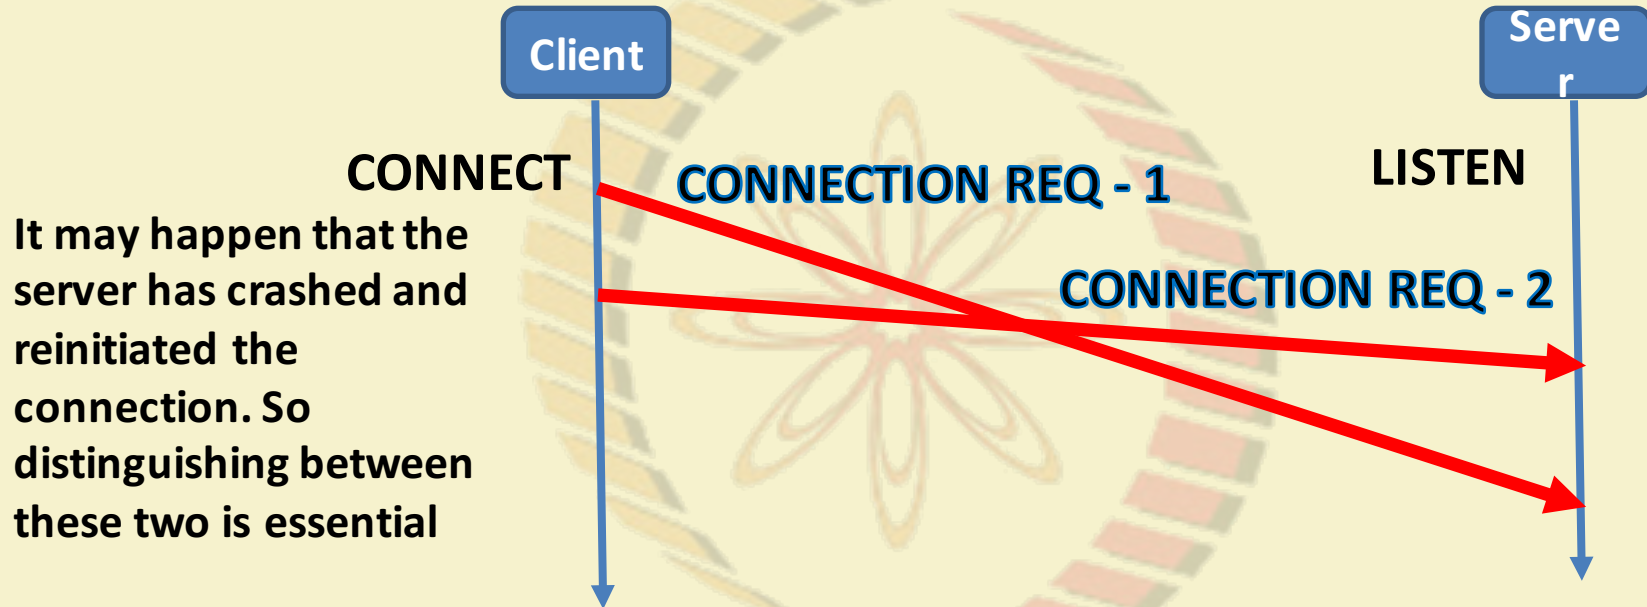 Client
Serve
r
CONNECT
CONNECTION REQ - 1
LISTEN
It may happen that the
server has crashed and
reinitiated the
connection. So
distinguishing between
these two is essential
CONNECTION REQ - 2